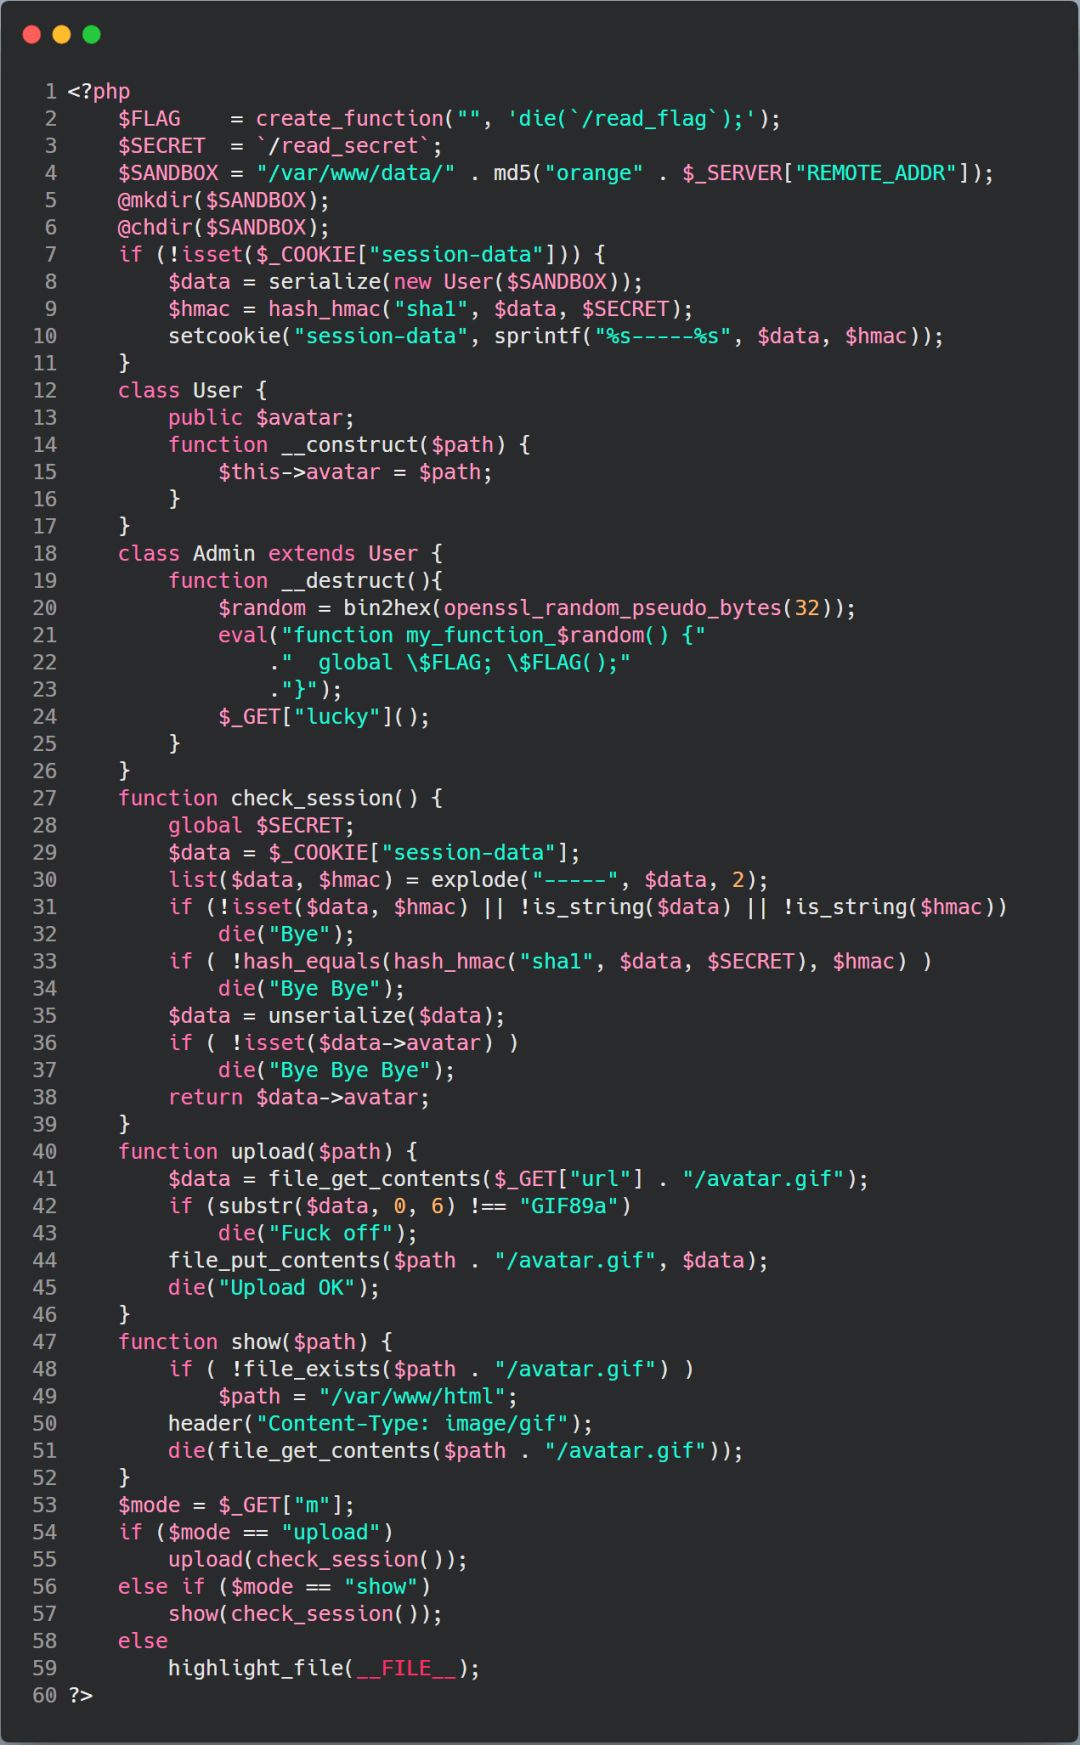 1 <?php
2     $FLAG    = create_function("", 'die(`/read_flag`);');
3     $SECRET  = `/read_secret`;
4     $SANDBOX = "/var/www/data/" . md5("orange" . $_SERVER["REMOTE_ADDR"]);
5     @mkdir($SANDBOX);
6     @chdir($SANDBOX);
7     if (!isset($_COOKIE["session-data"])) {
8         $data = serialize(new User($SANDBOX));
9         $hmac = hash_hmac("sha1", $data, $SECRET);
10         setcookie("session-data", sprintf("%s-----%s", $data, $hmac));
11     }
12     class User {
13         public $avatar;
14         function __construct($path) {
15             $this->avatar = $path;
16         }
17     }
18     class Admin extends User {
19         function __destruct(){
20             $random = bin2hex(openssl_random_pseudo_bytes(32));
21             eval("function my_function_$random() {"
22                 ."  global \$FLAG; \$FLAG();"
23                 ."}");
24             $_GET["lucky"]();
25         }
26     }
27     function check_session() {
28         global $SECRET;
29         $data = $_COOKIE["session-data"];
30         list($data, $hmac) = explode("-----", $data, 2);
31         if (!isset($data, $hmac) || !is_string($data) || !is_string($hmac))
32             die("Bye");
33         if ( !hash_equals(hash_hmac("sha1", $data, $SECRET), $hmac) )
34             die("Bye Bye");
35         $data = unserialize($data);
36         if ( !isset($data->avatar) )
37             die("Bye Bye Bye");
38         return $data->avatar;
39     }
40     function upload($path) {
41         $data = file_get_contents($_GET["url"] . "/avatar.gif");
42         if (substr($data, 0, 6) !== "GIF89a")
43             die("Fuck off");
44         file_put_contents($path . "/avatar.gif", $data);
45         die("Upload OK");
46     }
47     function show($path) {
48         if ( !file_exists($path . "/avatar.gif") )
49             $path = "/var/www/html";
50         header("Content-Type: image/gif");
51         die(file_get_contents($path . "/avatar.gif"));
52     }
53     $mode = $_GET["m"];
54     if ($mode == "upload")
55         upload(check_session());
56     else if ($mode == "show")
57         show(check_session());
58     else
59         highlight_file(__FILE__);
60 ?>